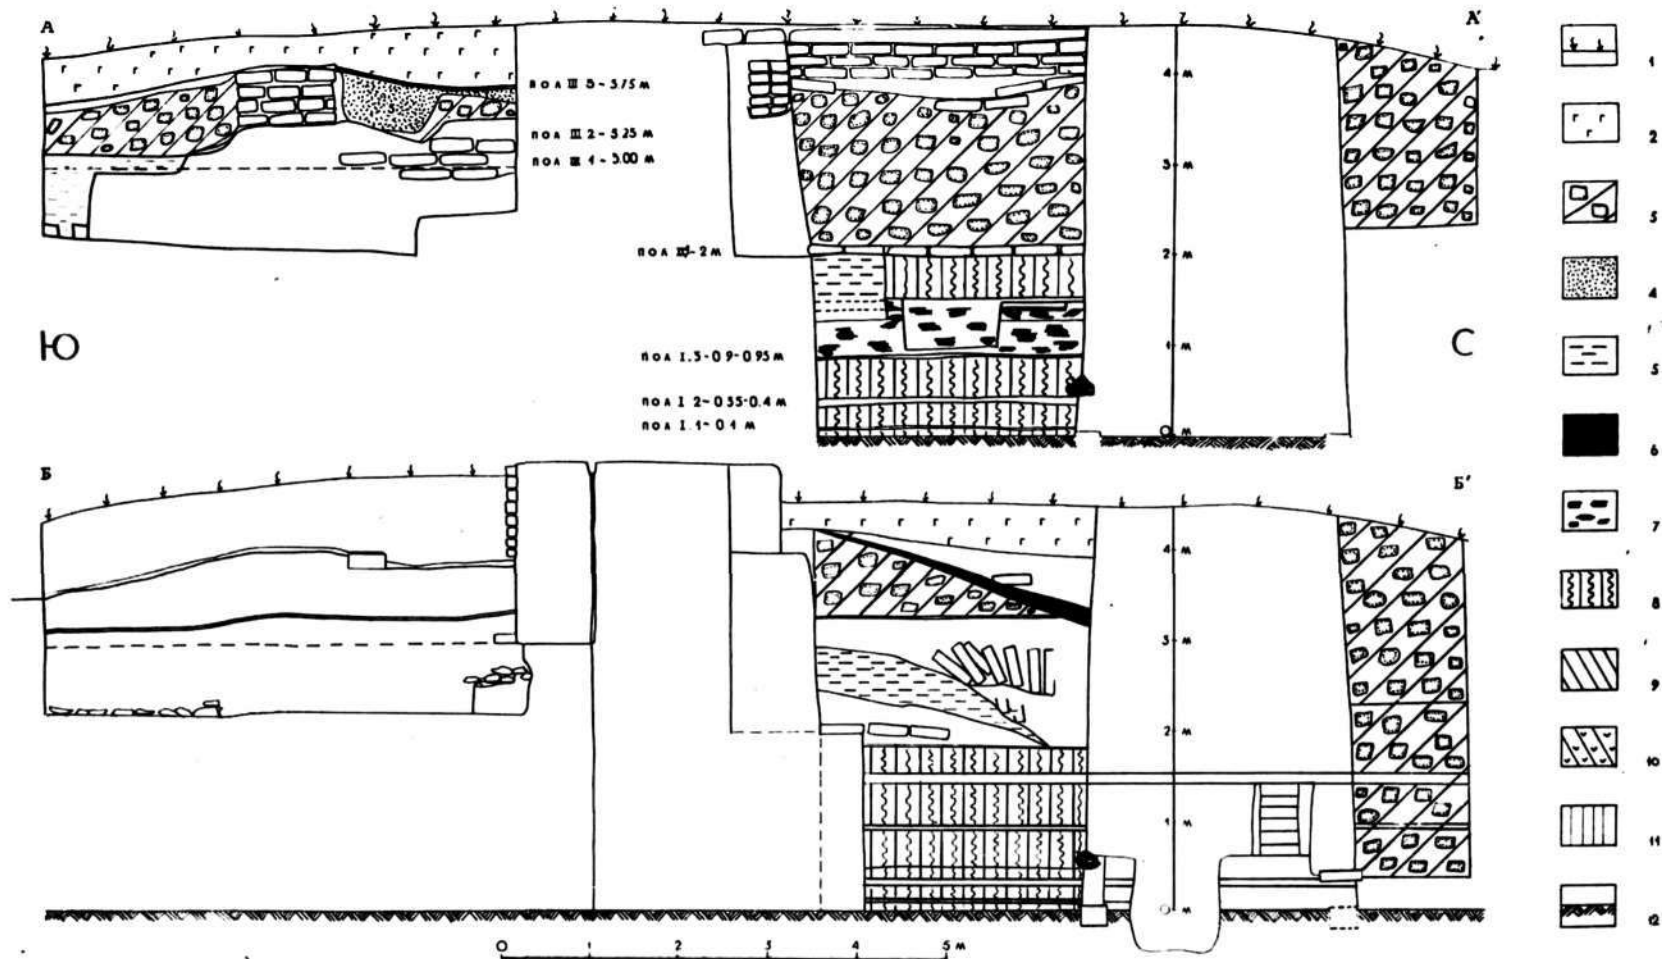 А
А'
пол III 3 - 3.75 м
пол III 2 - 3.25 м
пол III 1 - 3.00 м
4 м
3 м
2 м
1 м
0 м
пол I.3 - 0.9 - 0.95 м
пол I 2 - 0.35-0.4 м
пол I.1 - 0.1 м
Ю
С
Б
Б'
4 м
3 м
2 м
1 м
0 м
0 1 2 3 4 5 м
1
2
3
4
5
6
7
8
9
10
11
12